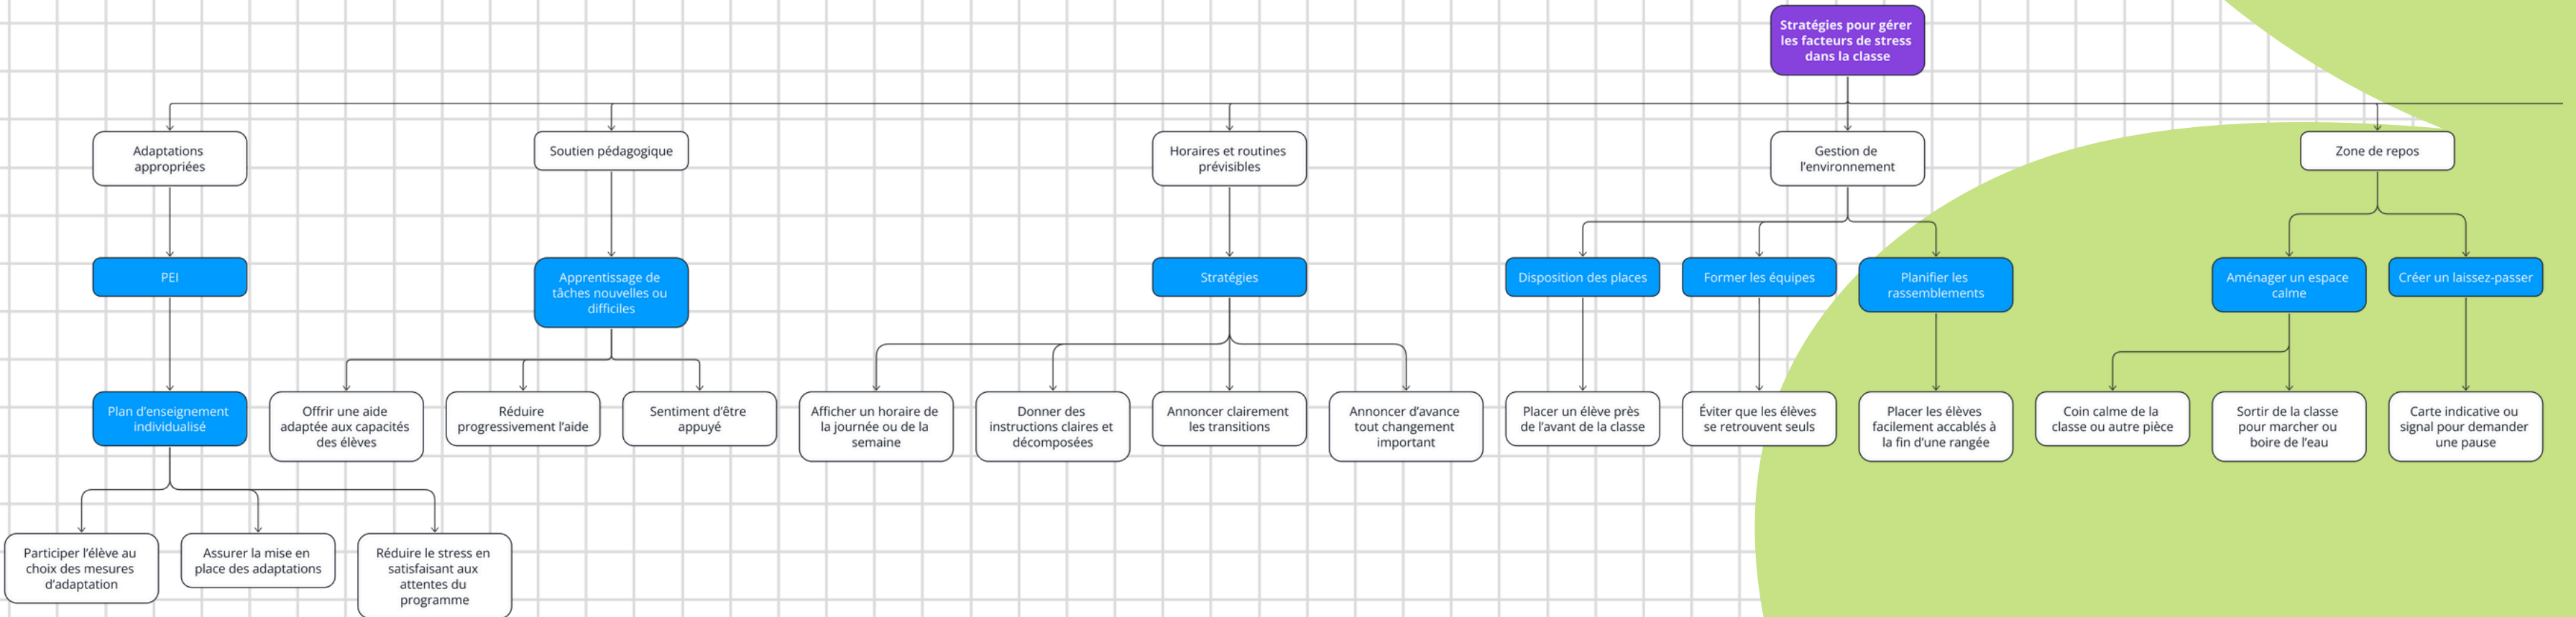 Stratégies pour gérer
les facteurs de stress
dans la classe
Adaptations
appropriées
Soutien pédagogique
Horaires et routines
prévisibles
Gestion de
l'environnement
Zone de repos
PEI
Apprentissage de
tâches nouvelles ou
difficiles
Stratégies
Disposition des places
Former les équipes
Planifier les
rassemblements
Aménager un espace
calme
Créer un laissez-passer
Plan d'enseignement
individualisé
Offrir une aide
adaptée aux capacités
des élèves
Réduire
progressivement l'aide
Sentiment d'être
appuyé
Afficher un horaire de
la journée ou de la
semaine
Donner des
instructions claires et
décomposées
Annoncer clairement
les transitions
Annoncer d'avance
tout changement
important
Placer un élève près
de l'avant de la classe
Éviter que les élèves
se retrouvent seuls
Placer les élèves
facilement accablés à
la fin d'une rangée
Coin calme de la
classe ou autre pièce
Sortir de la classe
pour marcher ou
boire de l'eau
Carte indicative ou
signal pour demander
une pause
Participer l'élève au
choix des mesures
d'adaptation
Assurer la mise en
place des adaptations
Réduire le stress en
satisfaisant aux
attentes du
programme